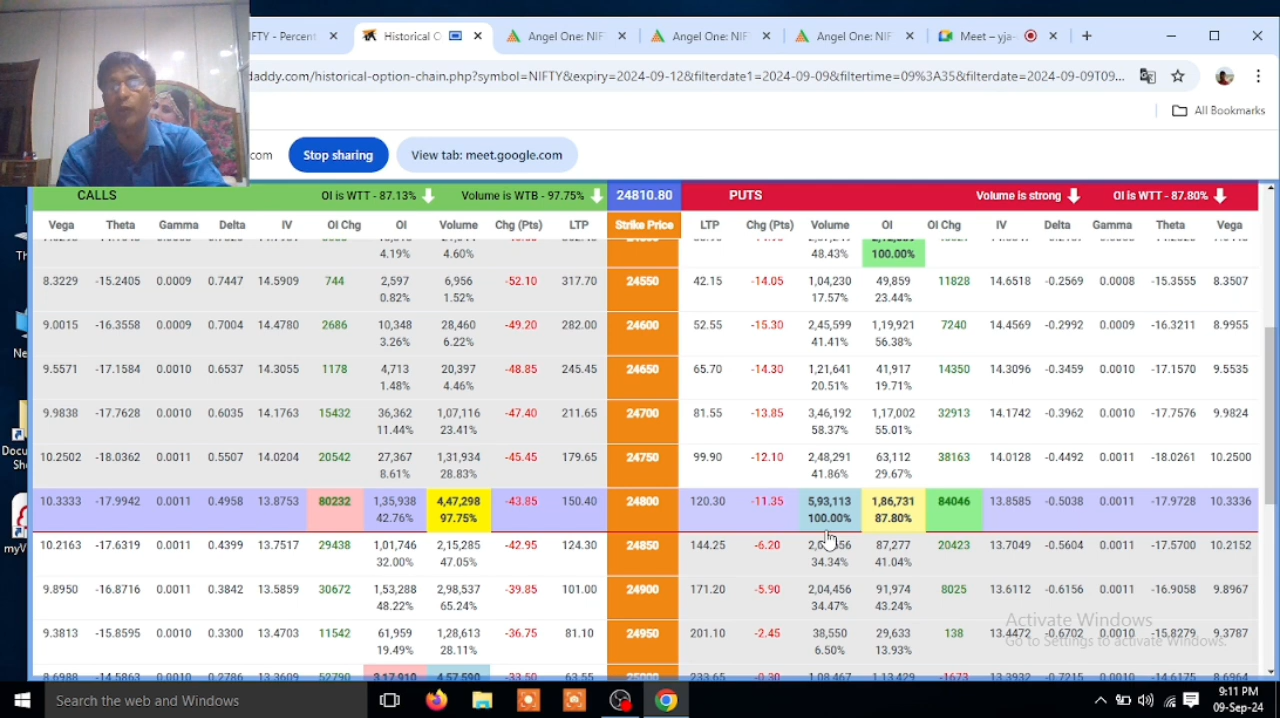 IFTY - Percent
Historical O
Angel One: NIF
Angel One: NIF
Angel One: NIF
Meet – yja-
daddy.com/historical-option-chain.php?symbol=NIFTY&expiry=2024-09-12&filterdate1=2024-09-09&filtertime=09%3A35&filterdate=2024-09-09T09...
All Bookmarks
com
Stop sharing
View tab: meet.google.com
CALLS OI is WTT - 87.13% Volume is WTB - 97.75% 24810.80 PUTS Volume is strong OI is WTT - 87.80%
Vega Theta Gamma Delta IV OI Chg OI Volume Chg (Pts) LTP Strike Price LTP Chg (Pts) Volume OI OI Chg IV Delta Gamma Theta Vega
4.19% 4.60% 48.43% 100.00%
8.3229 -15.2405 0.0009 0.7447 14.5909 744 2,597 6,956 -52.10 317.70 24550 42.15 -14.05 1,04,230 49,859 11828 14.6518 -0.2569 0.0008 -15.3555 8.3507
0.82% 1.52% 17.57% 23.44%
9.0015 -16.3558 0.0009 0.7004 14.4780 2686 10,348 28,460 -49.20 282.00 24600 52.55 -15.30 2,45,599 1,19,921 7240 14.4569 -0.2992 0.0009 -16.3211 8.9955
3.26% 6.22% 41.41% 56.38%
9.5571 -17.1584 0.0010 0.6537 14.3055 1178 4,713 20,397 -48.85 245.45 24650 65.70 -14.30 1,21,641 41,917 14350 14.3096 -0.3459 0.0010 -17.1570 9.5535
1.48% 4.46% 20.51% 19.71%
9.9838 -17.7628 0.0010 0.6035 14.1763 15432 36,362 1,07,116 -47.40 211.65 24700 81.55 -13.85 3,46,192 1,17,002 32913 14.1742 -0.3962 0.0010 -17.7576 9.9824
11.44% 23.41% 58.37% 55.01%
10.2502 -18.0362 0.0011 0.5507 14.0204 20542 27,367 1,31,934 -45.45 179.65 24750 99.90 -12.10 2,48,291 63,112 38163 14.0128 -0.4492 0.0011 -18.0261 10.2500
8.61% 28.83% 41.86% 29.67%
10.3333 -17.9942 0.0011 0.4958 13.8753 80232 1,35,938 4,47,298 -43.85 150.40 24800 120.30 -11.35 5,93,113 1,86,731 84046 13.8585 -0.5038 0.0011 -17.9728 10.3336
42.76% 97.75% 100.00% 87.80%
10.2163 -17.6319 0.0011 0.4399 13.7517 29438 1,01,746 2,15,285 -42.95 124.30 24850 144.25 -6.20 87,277 20423 13.7049 -0.5604 0.0011 -17.5700 10.2152
32.00% 47.05% 34.34% 41.04%
9.8950 -16.8716 0.0011 0.3842 13.5859 30672 1,53,288 2,98,537 -39.85 101.00 24900 171.20 -5.90 2,04,456 91,974 8025 13.6112 -0.6156 0.0011 -16.9058 9.8967
48.22% 65.24% 34.47% 43.24%
9.3813 -15.8595 0.0010 0.3300 13.4703 11542 61,959 1,28,613 -36.75 81.10 24950 201.10 -2.45 38,550 29,633 138 13.4472 -0.6702 0.0010 -15.8279 9.3787
19.49% 28.11% 6.50% 13.93%
Activate Windows
Go to Settings to activate Windows.
Search the web and Windows
9:11 PM
09-Sep-24